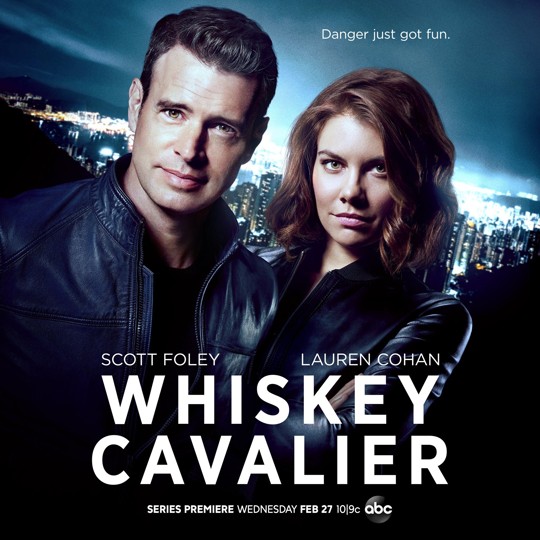 Danger just got fun.
SCOTT FOLEY LAUREN COHAN
WHISKEY
CAVALIER
SERIES PREMIERE WEDNESDAY FEB 27 10|9c abc